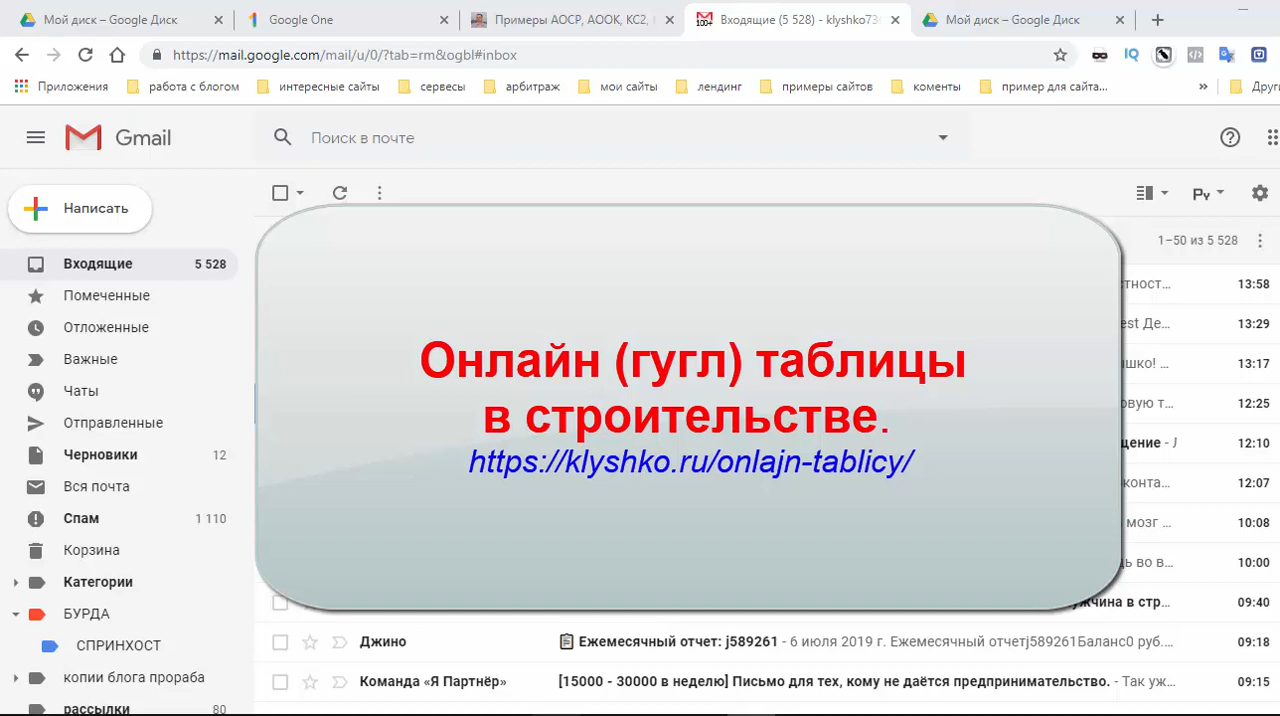 Мой диск – Google Диск
Google One
Примеры АОСР, АООК, КС2,
Входящие (5 528) - klyshko73
Мой диск – Google Диск
https://mail.google.com/mail/u/0/?tab=rm&ogbl#inbox
Приложения
работа с блогом
интересные сайты
сервесы
арбитраж
мои сайты
лендинг
примеры сайтов
коменты
пример для сайта...
»
Други
Gmail
Поиск в почте
Написать
Ру
1–50 из 5 528
Входящие 5 528
Помеченные
Отложенные
Важные
Чаты
Отправленные
Черновики 12
Вся почта
Спам 1 110
Корзина
Категории
БУРДА
СПРИНХОСТ
копии блога прораба
рассылки 80
Онлайн (гугл) таблицы
в строительстве.
https://klyshko.ru/onlajn-tablicy/
13:58
est Де... 13:29
13:17
12:25
12:10
12:07
мозг ... 10:08
10:00
09:40
Джино Ежемесячный отчет: j589261 - 6 июля 2019 г. Ежемесячный отчетj589261Баланс0 руб.... 09:18
Команда «Я Партнёр» [15000 - 30000 в неделю] Письмо для тех, кому не даётся предпринимательство. - Так уж... 09:15